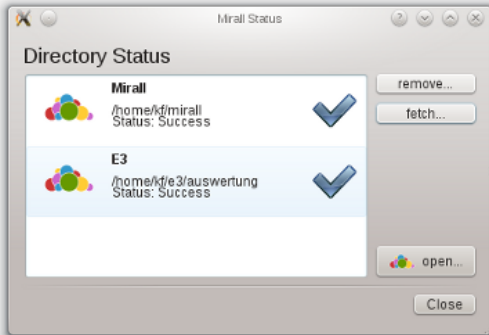 Mirall Status
Directory Status
Mirall
/home/kf/mirall
Status: Success
E3
/home/kf/e3/auswertung
Status: Success
remove...
fetch...
open...
Close